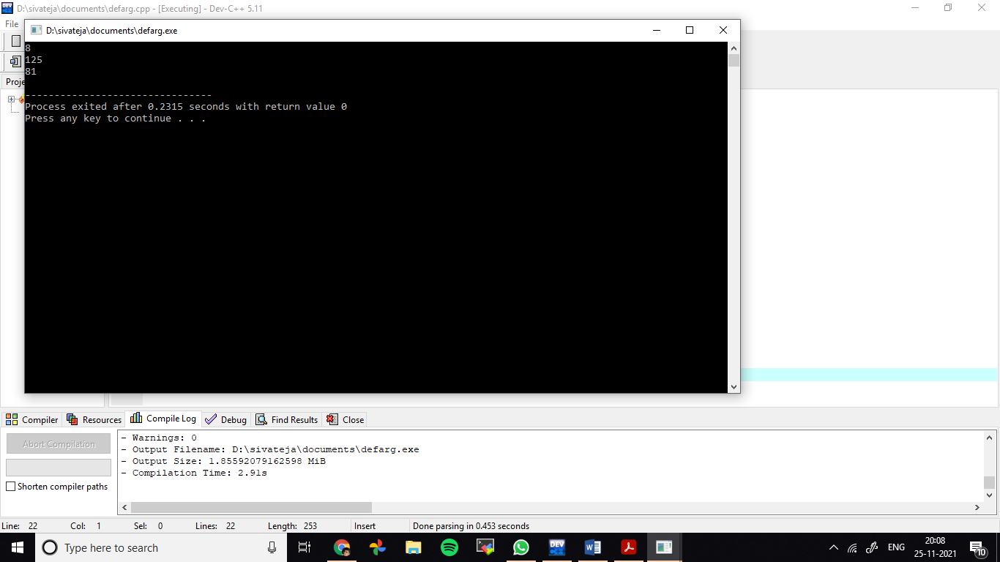 D:\sivateja\documents\defarg.cpp - [Executing] - Dev-C++ 5.11
File
D:\sivateja\documents\defarg.exe
8
125
81
--------------------------------
Process exited after 0.2315 seconds with return value 0
Press any key to continue . . .
Proje
Compiler Resources Compile Log Debug Find Results Close
Abort Compilation
Shorten compiler paths
- Warnings: 0
- Output Filename: D:\sivateja\documents\defarg.exe
- Output Size: 1.85592079162598 MiB
- Compilation Time: 2.91s
Line: 22 Col: 1 Sel: 0 Lines: 22 Length: 253 Insert Done parsing in 0.453 seconds
Type here to search
DEV
ENG
20:08
25-11-2021
10